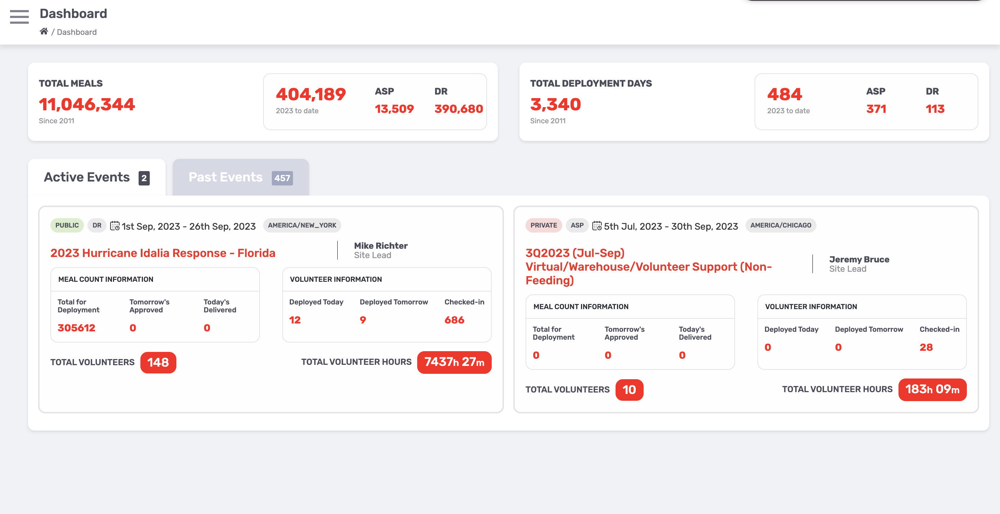 Dashboard
/ Dashboard
TOTAL MEALS
11,046,344
Since 2011
404,189
2023 to date
ASP
13,509
DR
390,680
TOTAL DEPLOYMENT DAYS
3,340
Since 2011
484
2023 to date
ASP
371
DR
113
Active Events 2
Past Events 457
PUBLIC DR 1st Sep, 2023 - 26th Sep, 2023 AMERICA/NEW_YORK
2023 Hurricane Idalia Response - Florida
Mike Richter
Site Lead
MEAL COUNT INFORMATION
Total for
Deployment
305612
Tomorrow's
Approved
0
Today's
Delivered
0
VOLUNTEER INFORMATION
Deployed Today
12
Deployed Tomorrow
9
Checked-in
686
TOTAL VOLUNTEERS 148
TOTAL VOLUNTEER HOURS 7437h 27m
PRIVATE ASP 5th Jul, 2023 - 30th Sep, 2023 AMERICA/CHICAGO
3Q2023 (Jul-Sep)
Virtual/Warehouse/Volunteer Support (Non-
Feeding)
Jeremy Bruce
Site Lead
MEAL COUNT INFORMATION
Total for
Deployment
0
Tomorrow's
Approved
0
Today's
Delivered
0
VOLUNTEER INFORMATION
Deployed Today
0
Deployed Tomorrow
0
Checked-in
28
TOTAL VOLUNTEERS 10
TOTAL VOLUNTEER HOURS 183h 09m